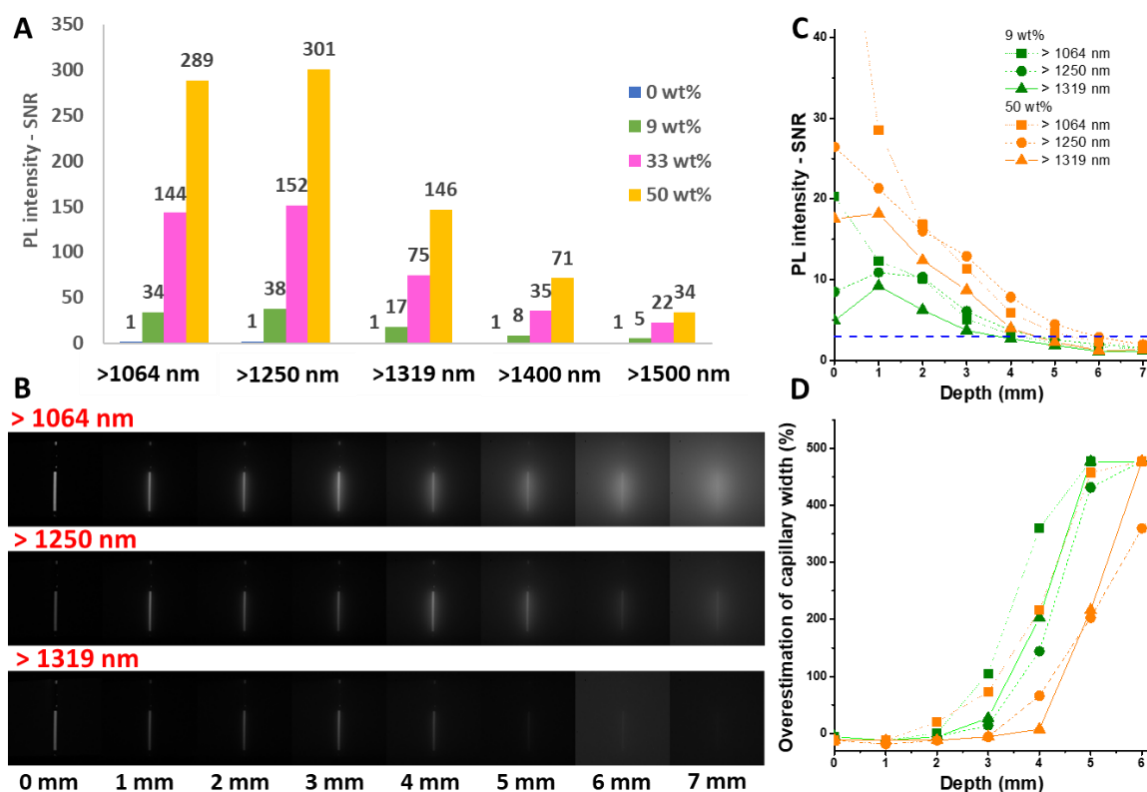 A
PL intensity - SNR
350
300
250
200
150
100
50
0
1
34
144
289
1
38
152
301
1
17
75
146
1
8
35
71
1
5
22
34
>1064 nm
>1250 nm
>1319 nm
>1400 nm
>1500 nm
0 wt%
9 wt%
33 wt%
50 wt%
B
> 1064 nm
> 1250 nm
> 1319 nm
0 mm 1 mm 2 mm 3 mm 4 mm 5 mm 6 mm 7 mm
C
PL intensity - SNR
40
30
20
10
0
0 1 2 3 4 5 6 7
Depth (mm)
9 wt%
> 1064 nm
> 1250 nm
> 1319 nm
50 wt%
> 1064 nm
> 1250 nm
> 1319 nm
D
Overestimation of capillary width (%)
500
400
300
200
100
0
0 1 2 3 4 5 6
Depth (mm)